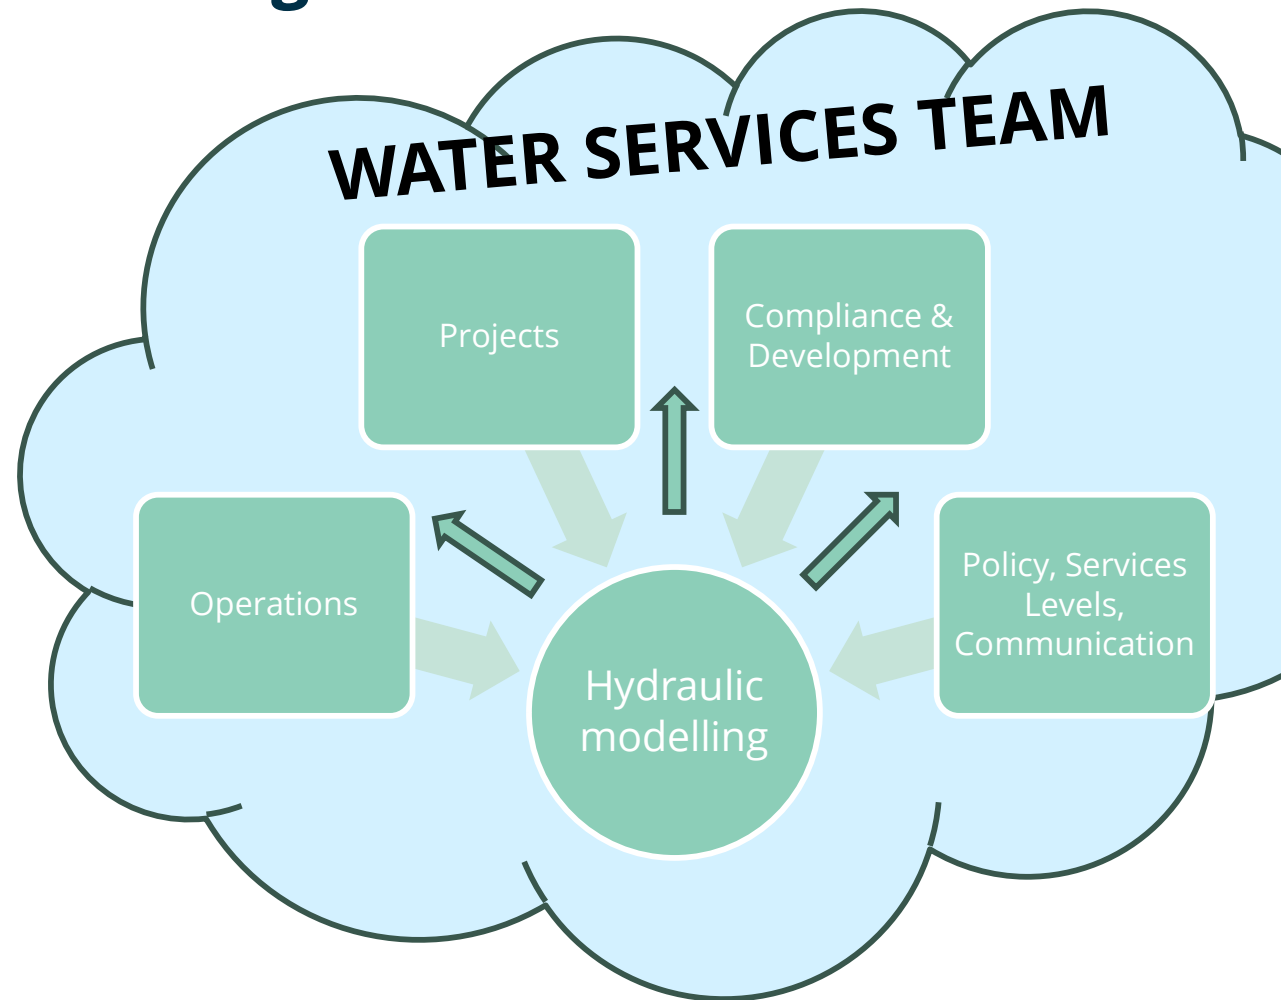 WATER SERVICES TEAM
Projects
Compliance &
Development
Operations
Policy, Services
Levels,
Communication
Hydraulic
modelling